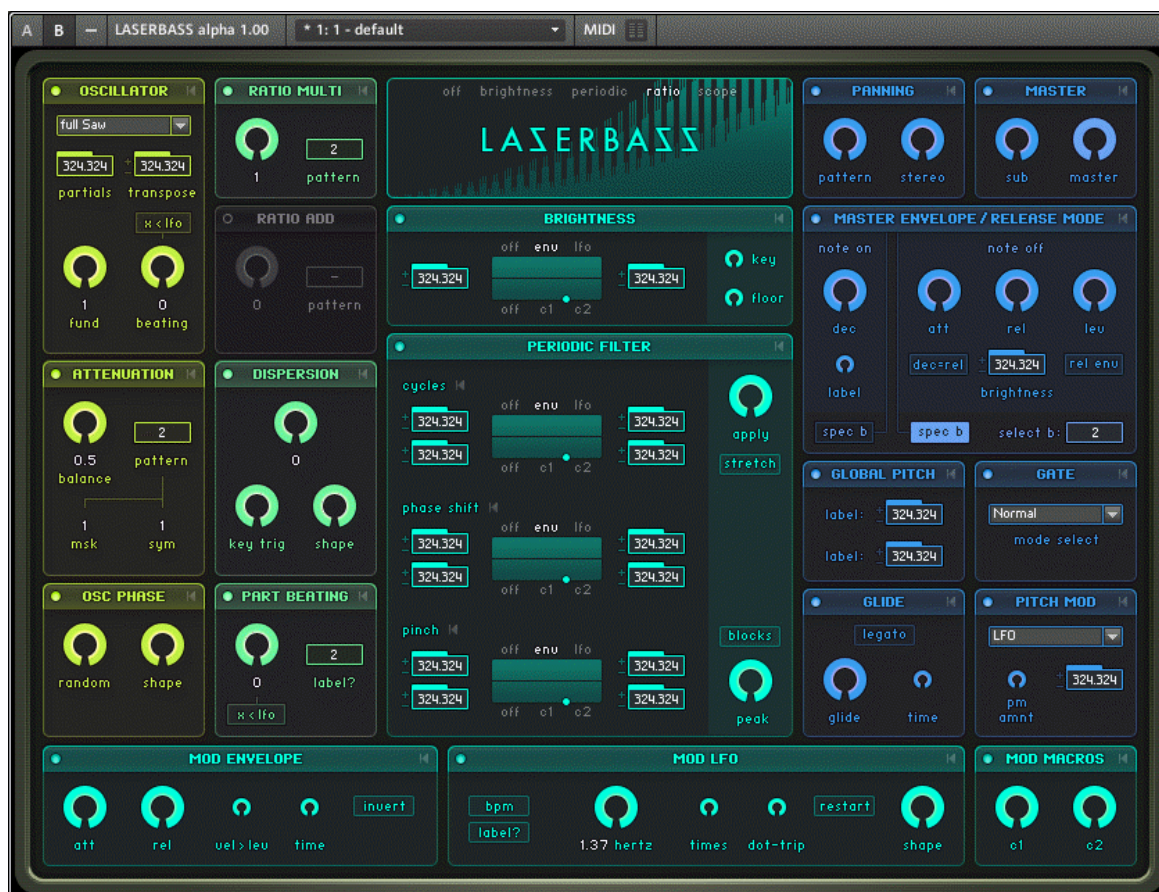 A B — LASERBASS alpha 1.00 * 1: 1 - default MIDI
OSCILLATOR
full Saw
324.324 ± 324.324
partials transpose
x < lfo
1 0
fund beating
RATIO MULTI
2
1 pattern
RATIO ADD
–
0 pattern
off brightness periodic ratio scope
LAZERBASS
PANNING
pattern stereo
MASTER
sub master
BRIGHTNESS
off env lfo
± 324.324 ± 324.324
off c1 c2
key
floor
MASTER ENVELOPE / RELEASE MODE
note on note off
dec att rel lev
dec=rel ± 324.324 rel env
label brightness
spec b spec b select b: 2
ATTENUATION
2
0.5 pattern
balance
1 1
msk sym
DISPERSION
0
key trig shape
PERIODIC FILTER
cycles
off env lfo
± 324.324 ± 324.324
± 324.324 ± 324.324
off c1 c2
apply
stretch
phase shift
off env lfo
± 324.324 ± 324.324
± 324.324 ± 324.324
off c1 c2
pinch
off env lfo
± 324.324 ± 324.324
± 324.324 ± 324.324
off c1 c2
blocks
peak
GLOBAL PITCH
label: ± 324.324
label: ± 324.324
GATE
Normal
mode select
OSC PHASE
random shape
PART BEATING
2
0 label?
x < lfo
GLIDE
legato
glide time
PITCH MOD
LFO
± 324.324
pm
amnt
MOD ENVELOPE
invert
att rel vel>lev time
MOD LFO
bpm restart
label?
1.37 hertz times dot-trip shape
MOD MACROS
c1 c2